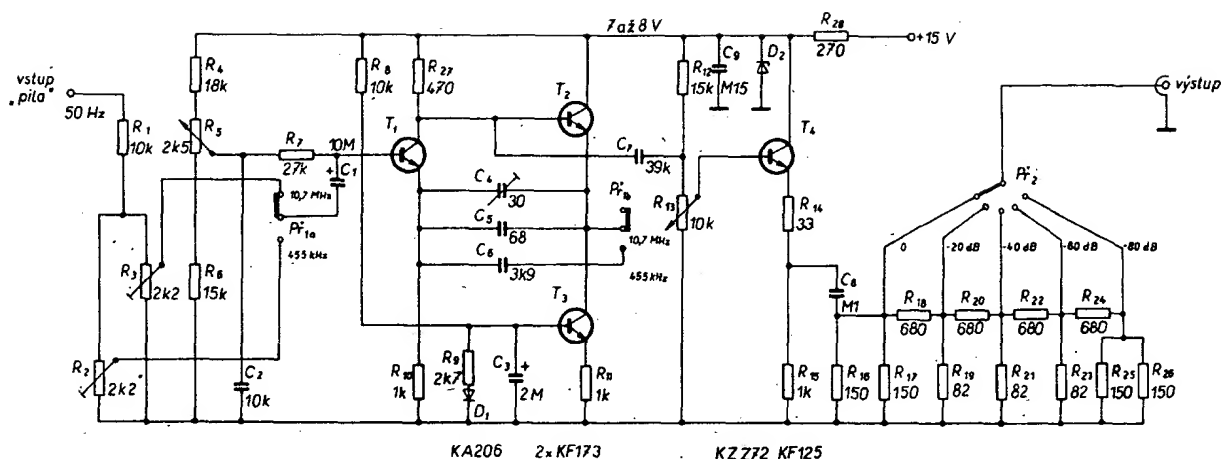 7 až 8 V
R28
270
+15 V
vstup
„pila"
50 Hz
R1
10k
R4
18k
R5
2k5
R8
10k
R27
470
T2
R12
15k
C9
M15
D2
výstup
R7
27k
10M
C1
T1
C7
39k
T4
10,7 MHz
Př1a
455 kHz
C4
30
C5
68
C6
3k9
Př1b
10,7 MHz
455kHz
R13
10k
R14
33
Př2
0
-20 dB
-40 dB
-60 dB
-80 dB
R3
2k2
R6
15k
T3
C8
M1
R18
680
R20
680
R22
680
R24
680
R2
2k2
C2
10k
R10
1k
R9
2k7
D1
C3
2M
R11
1k
R15
1k
R16
150
R17
150
R19
82
R21
82
R23
82
R25
150
R26
150
KA206 2x KF173 KZ772 KF125